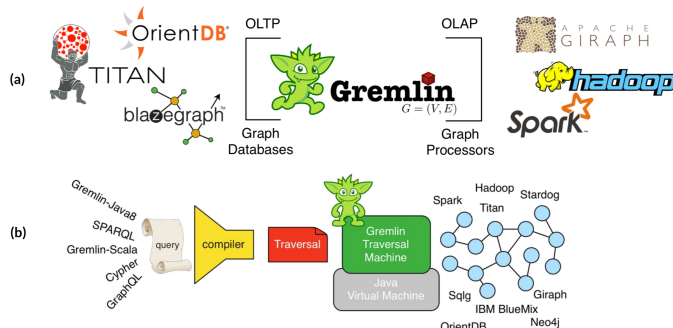 (a)
TITAN
OrientDB®
blazegraph™
OLTP
Graph
Databases
Gremlin
G = (V, E)
OLAP
Graph
Processors
APACHE
GIRAPH
hadoop
Spark™
(b)
Gremlin-Java8
SPARQL
Gremlin-Scala
Cypher
GraphQL
query
compiler
Traversal
Gremlin
Traversal
Machine
Java
Virtual Machine
Spark
Hadoop
Titan
Stardog
Sqlg
IBM BlueMix
Giraph
OrientDB
Neo4j